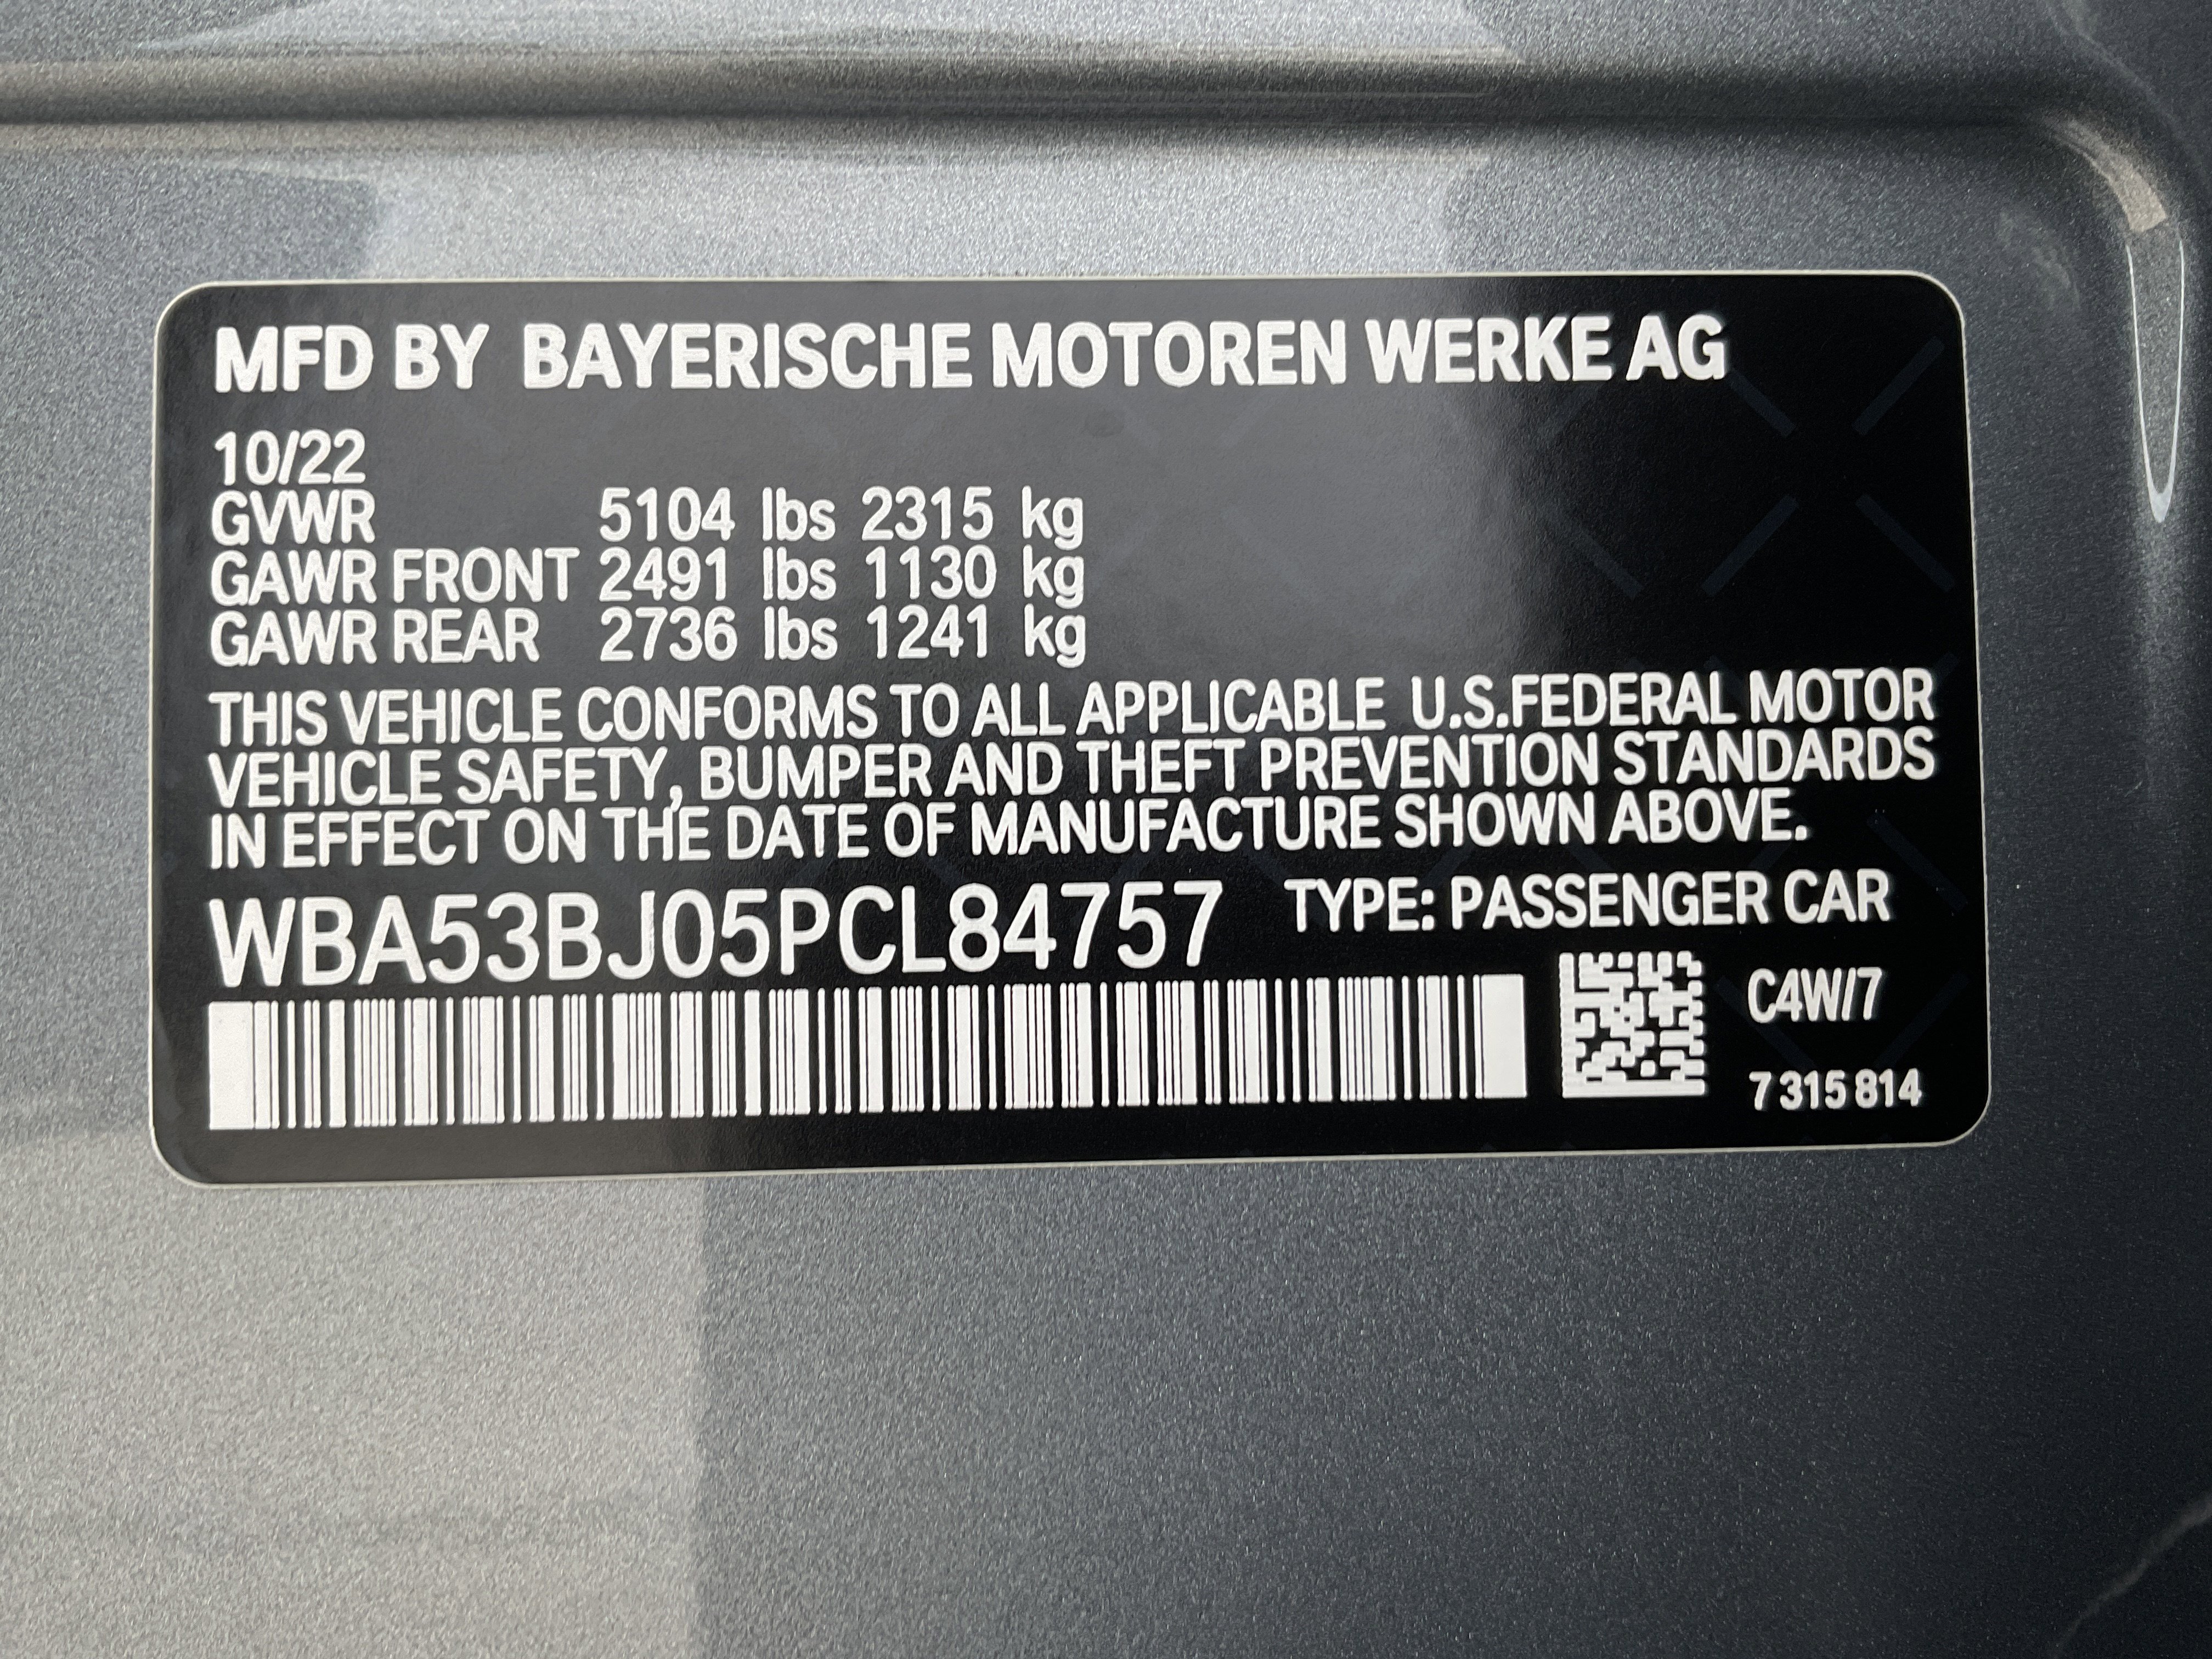 MFD BY BAYERISCHE MOTOREN WERKE AG
10/22
GVWR 5104 lbs 2315 kg
GAWR FRONT 2491 lbs 1130 kg
GAWR REAR 2736 lbs 1241 kg
THIS VEHICLE CONFORMS TO ALL APPLICABLE U.S.FEDERAL MOTOR
VEHICLE SAFETY, BUMPER AND THEFT PREVENTION STANDARDS
IN EFFECT ON THE DATE OF MANUFACTURE SHOWN ABOVE.
WBA53BJ05PCL84757 TYPE: PASSENGER CAR
C4W/7
7 315 814